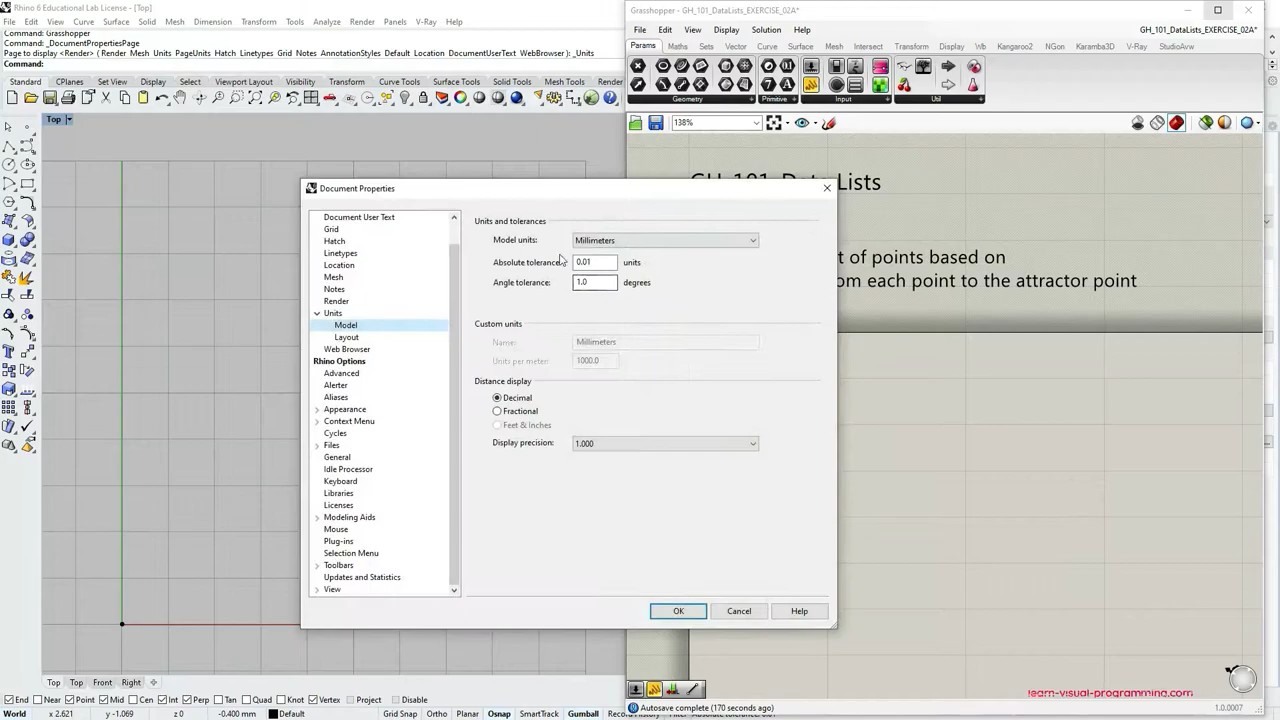 Rhino 6 Educational Lab License - [Top]
File Edit View Curve Surface Solid Mesh Dimension Transform Tools Analyze Render Panels V-Ray Help
Command: Grasshopper
Command: _DocumentPropertiesPage
Page to display <Render> ( Render Mesh Units PageUnits Hatch Linetypes Grid Notes AnnotationStyles Default Location DocumentUserText WebBrowser ): _Units
Command:
Standard CPlanes Set View Display Select Viewport Layout Visibility Transform Curve Tools Surface Tools Solid Tools Mesh Tools Render
Top
Grasshopper - GH_101_DataLists_EXERCISE_02A*
File Edit View Display Solution Help
GH_101_DataLists_EXERCISE_02A*
Params Maths Sets Vector Curve Surface Mesh Intersect Transform Display Wb Kangaroo2 NGon Karamba3D V-Ray StudioAvw
Geometry Primitive Input Util
138%
GH_101 Data Lists
t of points based on
from each point to the attractor point
Document Properties
Document User Text
Grid
Hatch
Linetypes
Location
Mesh
Notes
Render
Units
Model
Layout
Web Browser
Rhino Options
Advanced
Alerter
Aliases
Appearance
Context Menu
Cycles
Files
General
Idle Processor
Keyboard
Libraries
Licenses
Modeling Aids
Mouse
Plug-ins
Selection Menu
Toolbars
Updates and Statistics
View
Units and tolerances
Model units: Millimeters
Absolute tolerance: 0.01 units
Angle tolerance: 1.0 degrees
Custom units
Name: Millimeters
Units per meter: 1000.0
Distance display
Decimal
Fractional
Feet & Inches
Display precision: 1.000
OK Cancel Help
Top Top Front Right
End Near Point Mid Cen Int Perp Tan Quad Knot Vertex Project Disable
World x 2.621 y -1.069 z 0 -0.400 mm Default Grid Snap Ortho Planar Osnap SmartTrack Gumball Record History
learn-visual-programming.com
Autosave complete (170 seconds ago)
1.0.0007